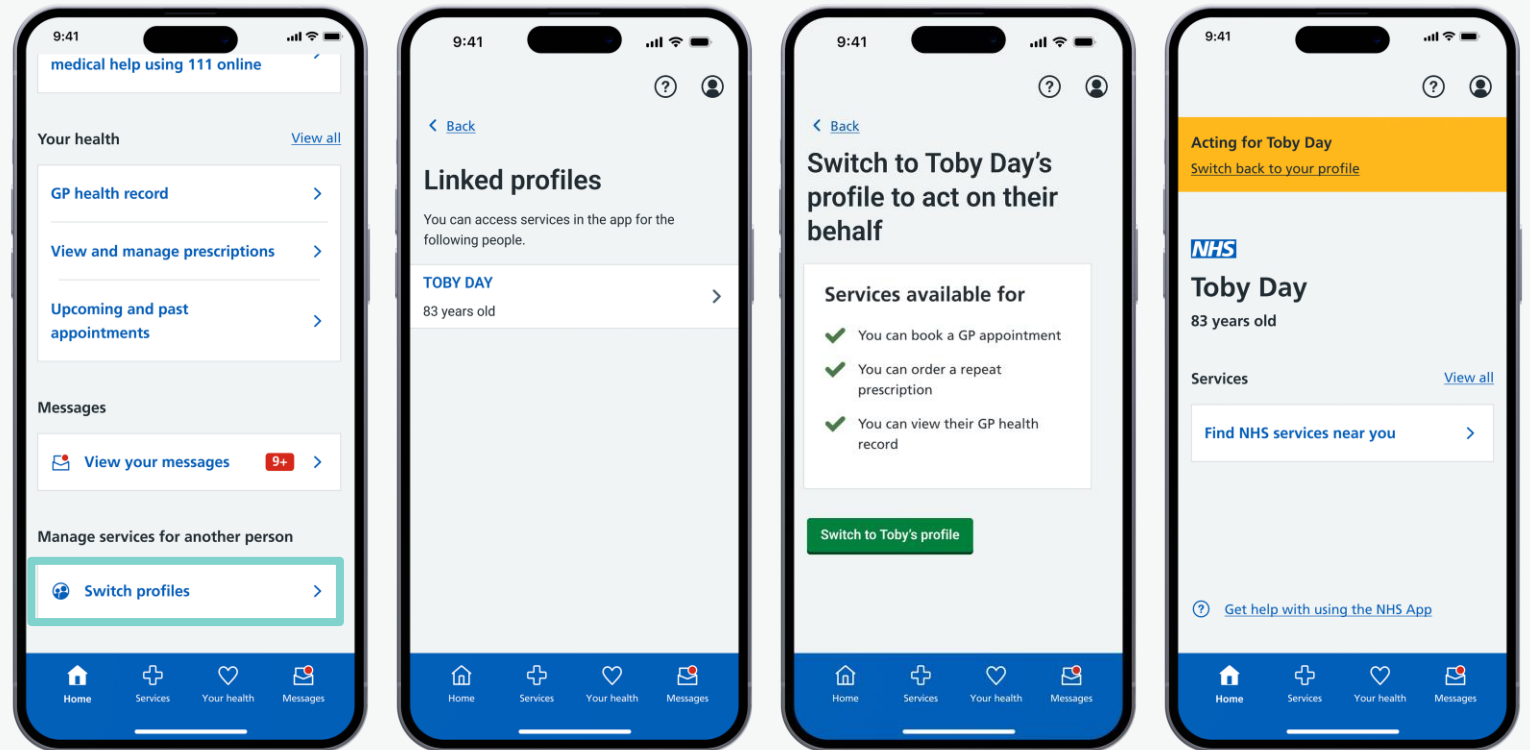 9:41
medical help using 111 online
Your health
View all
GP health record
View and manage prescriptions
Upcoming and past
appointments
Messages
View your messages
9+
Manage services for another person
Switch profiles
Home
Services
Your health
Messages
9:41
?
Back
Linked profiles
You can access services in the app for the
following people.
TOBY DAY
83 years old
Home
Services
Your health
Messages
9:41
?
Back
Switch to Toby Day's
profile to act on their
behalf
Services available for
You can book a GP appointment
You can order a repeat
prescription
You can view their GP health
record
Switch to Toby's profile
Home
Services
Your health
Messages
9:41
?
Acting for Toby Day
Switch back to your profile
NHS
Toby Day
83 years old
Services
View all
Find NHS services near you
?
Get help with using the NHS App
Home
Services
Your health
Messages